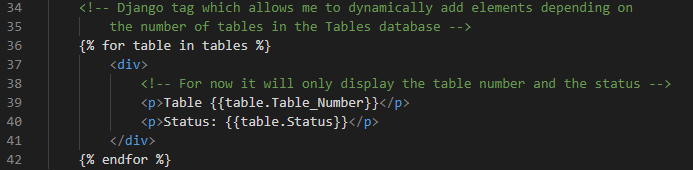 34 <!-- Django tag which allows me to dynamically add elements depending on
35 the number of tables in the Tables database -->
36 {% for table in tables %}
37 <div>
38 <!-- For now it will only display the table number and the status -->
39 <p>Table {{table.Table_Number}}</p>
40 <p>Status: {{table.Status}}</p>
41 </div>
42 {% endfor %}